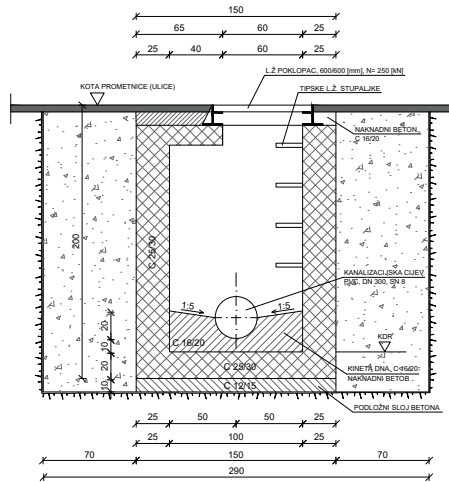 150
65 60
25 40 60 25
L.Ž POKLOPAC, 600/600 [mm], N= 250 [kN]
KOTA PROMETNICE (ULICE)
TIPSKE L.Ž. STUPALJKE
NAKNADNI BETON
C 16/20
200
C 25/30
KANALIZACIJSKA CIJEV
PVC, DN 300, SN 8
1:5 1:5
20
10
20
10
C 16/20
KDR
C 25/30
KINETA DNA, C 16/20
NAKNADNI BETOB
C 12/15
PODLOŽNI SLOJ BETONA
25 50 50 25
25 100 25
70 150 70
290